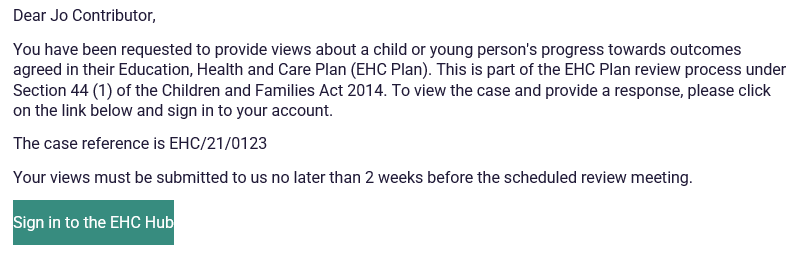 Dear Jo Contributor,
You have been requested to provide views about a child or young person's progress towards outcomes
agreed in their Education, Health and Care Plan (EHC Plan). This is part of the EHC Plan review process under
Section 44 (1) of the Children and Families Act 2014. To view the case and provide a response, please click
on the link below and sign in to your account.
The case reference is EHC/21/0123
Your views must be submitted to us no later than 2 weeks before the scheduled review meeting.
Sign in to the EHC Hub